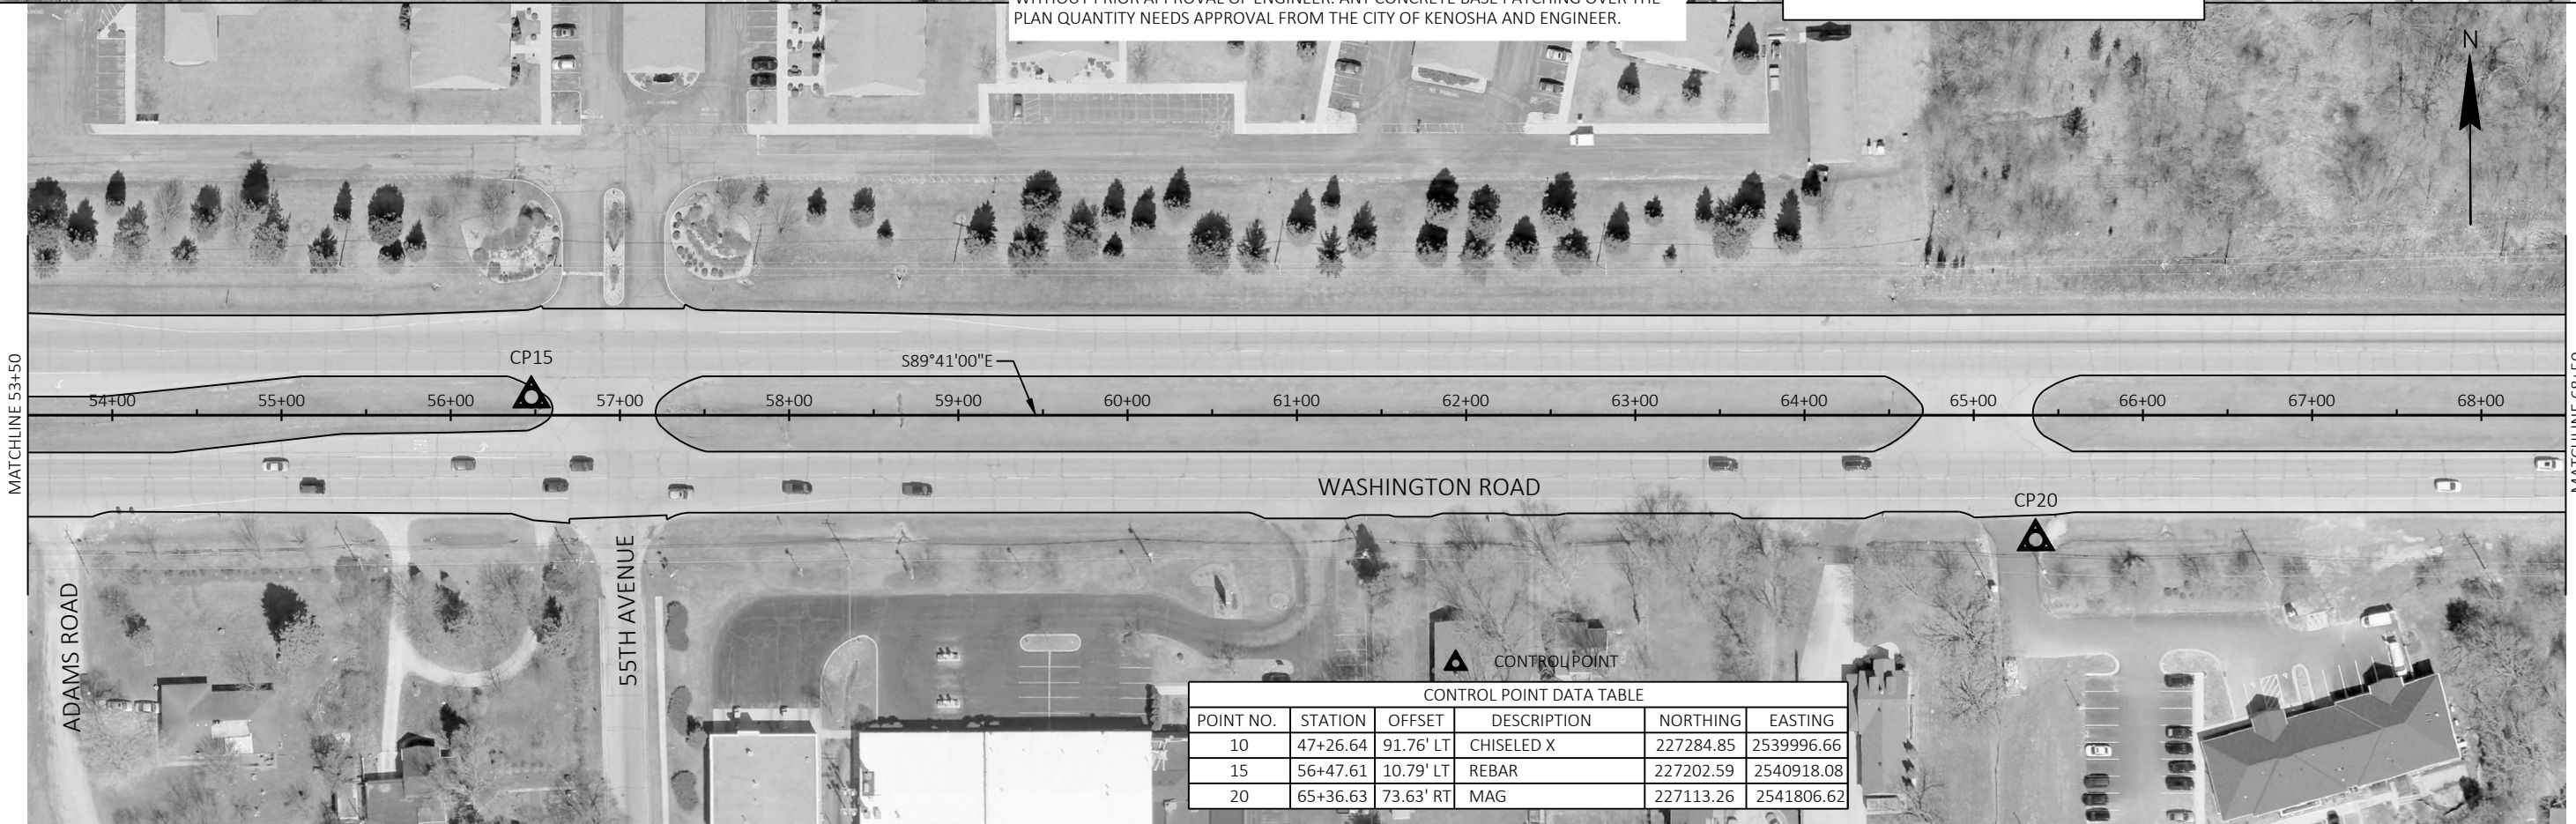 WITHOUT PRIOR APPROVAL OF ENGINEER. ANY CONCRETE BASE PATCHING OVER THE
PLAN QUANTITY NEEDS APPROVAL FROM THE CITY OF KENOSHA AND ENGINEER.
N
MATCHLINE 53+50
CP15
S89°41'00"E
54+00 55+00 56+00 57+00 58+00 59+00 60+00 61+00 62+00 63+00 64+00 65+00 66+00 67+00 68+00
WASHINGTON ROAD
CP20
ADAMS ROAD
55TH AVENUE
CONTROL POINT
CONTROL POINT DATA TABLE
POINT NO. STATION OFFSET DESCRIPTION NORTHING EASTING
10 47+26.64 91.76' LT CHISELED X 227284.85 2539996.66
15 56+47.61 10.79' LT REBAR 227202.59 2540918.08
20 65+36.63 73.63' RT MAG 227113.26 2541806.62